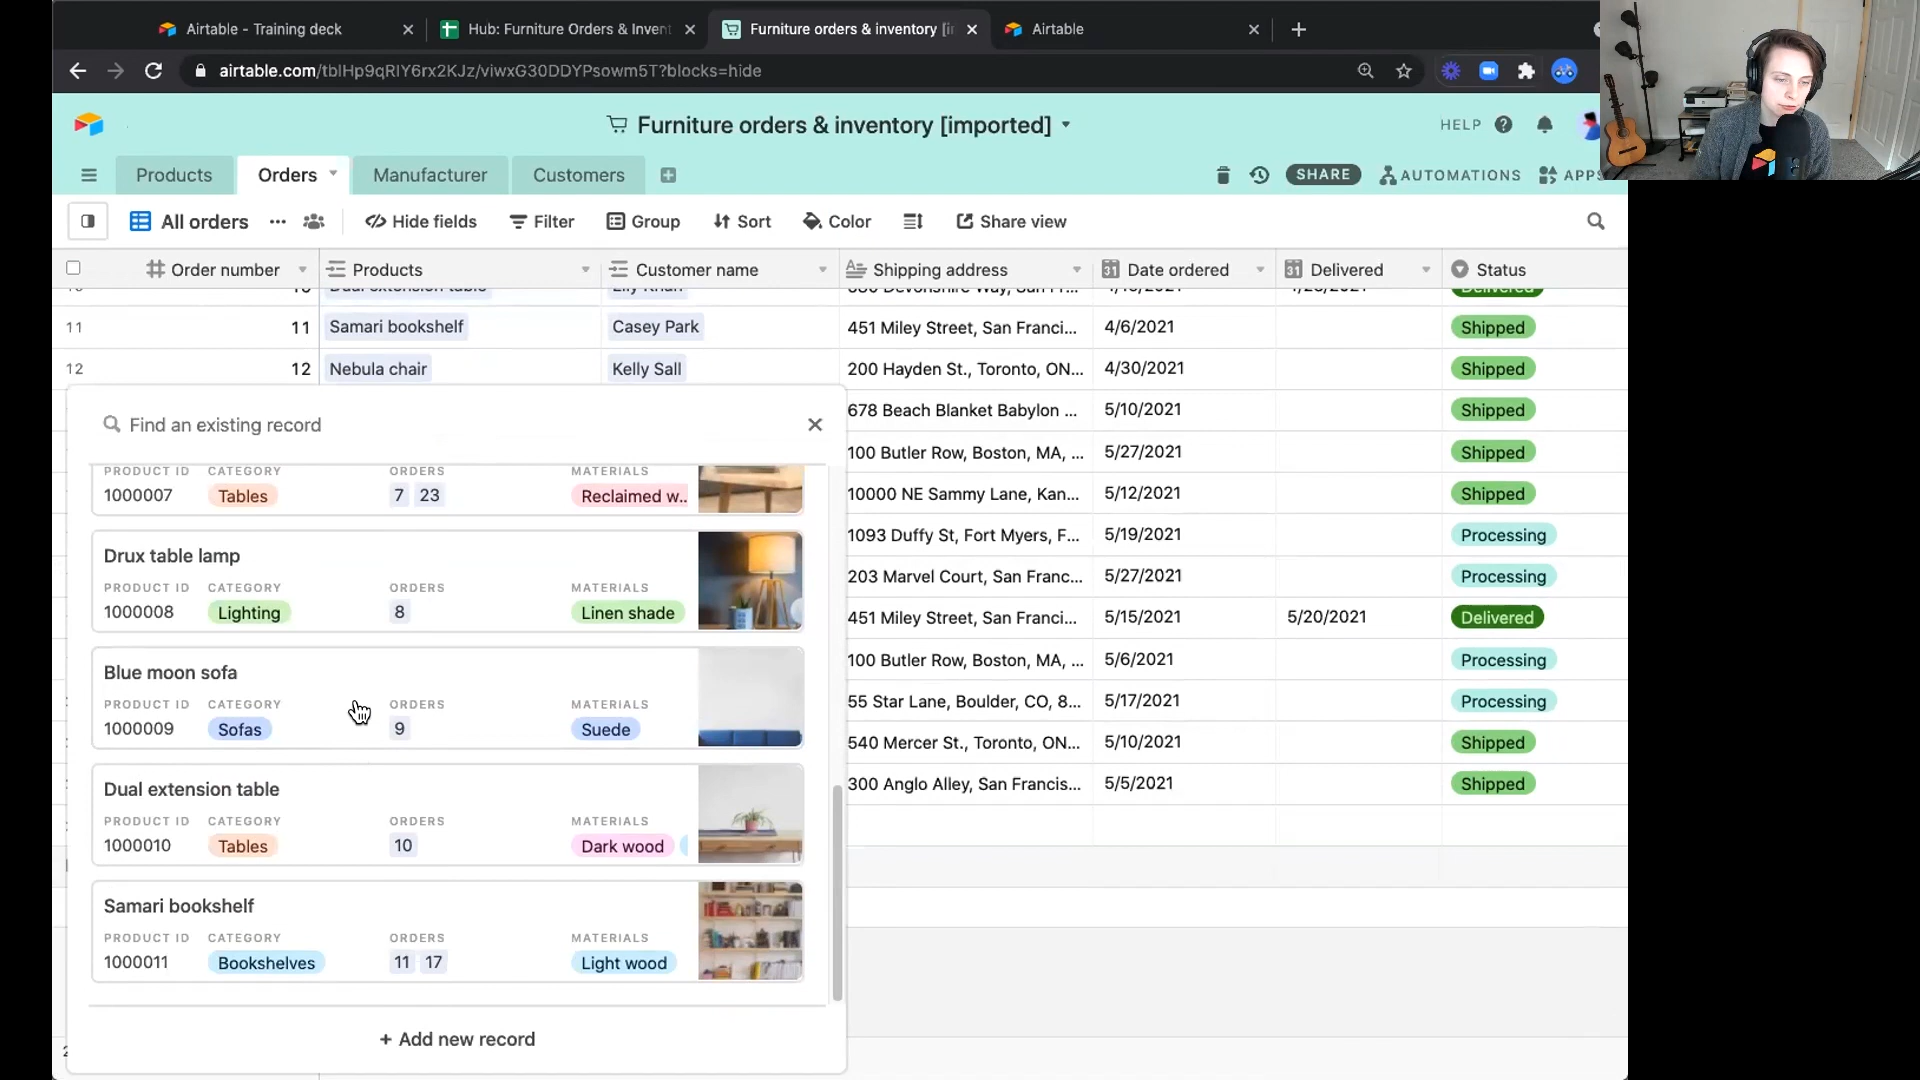 Airtable - Training deck
Hub: Furniture Orders & Invent
Furniture orders & inventory [i
Airtable
airtable.com/tblHp9qRIY6rx2KJz/viwxG30DDYPsowm5T?blocks=hide
Furniture orders & inventory [imported]
HELP
Products
Orders
Manufacturer
Customers
SHARE
AUTOMATIONS
APPS
All orders
Hide fields
Filter
Group
Sort
Color
Share view
Order number
Products
Customer name
Shipping address
Date ordered
Delivered
Status
11 11 Samari bookshelf Casey Park 451 Miley Street, San Franci... 4/6/2021 Shipped
12 12 Nebula chair Kelly Sall 200 Hayden St., Toronto, ON... 4/30/2021 Shipped
678 Beach Blanket Babylon ... 5/10/2021 Shipped
100 Butler Row, Boston, MA, ... 5/27/2021 Shipped
10000 NE Sammy Lane, Kan... 5/12/2021 Shipped
1093 Duffy St, Fort Myers, F... 5/19/2021 Processing
203 Marvel Court, San Franc... 5/27/2021 Processing
451 Miley Street, San Franci... 5/15/2021 5/20/2021 Delivered
100 Butler Row, Boston, MA, ... 5/6/2021 Processing
55 Star Lane, Boulder, CO, 8... 5/17/2021 Processing
540 Mercer St., Toronto, ON... 5/10/2021 Shipped
300 Anglo Alley, San Francis... 5/5/2021 Shipped
Find an existing record
PRODUCT ID CATEGORY ORDERS MATERIALS
1000007 Tables 7 23 Reclaimed w..
Drux table lamp
PRODUCT ID CATEGORY ORDERS MATERIALS
1000008 Lighting 8 Linen shade
Blue moon sofa
PRODUCT ID CATEGORY ORDERS MATERIALS
1000009 Sofas 9 Suede
Dual extension table
PRODUCT ID CATEGORY ORDERS MATERIALS
1000010 Tables 10 Dark wood
Samari bookshelf
PRODUCT ID CATEGORY ORDERS MATERIALS
1000011 Bookshelves 11 17 Light wood
+ Add new record